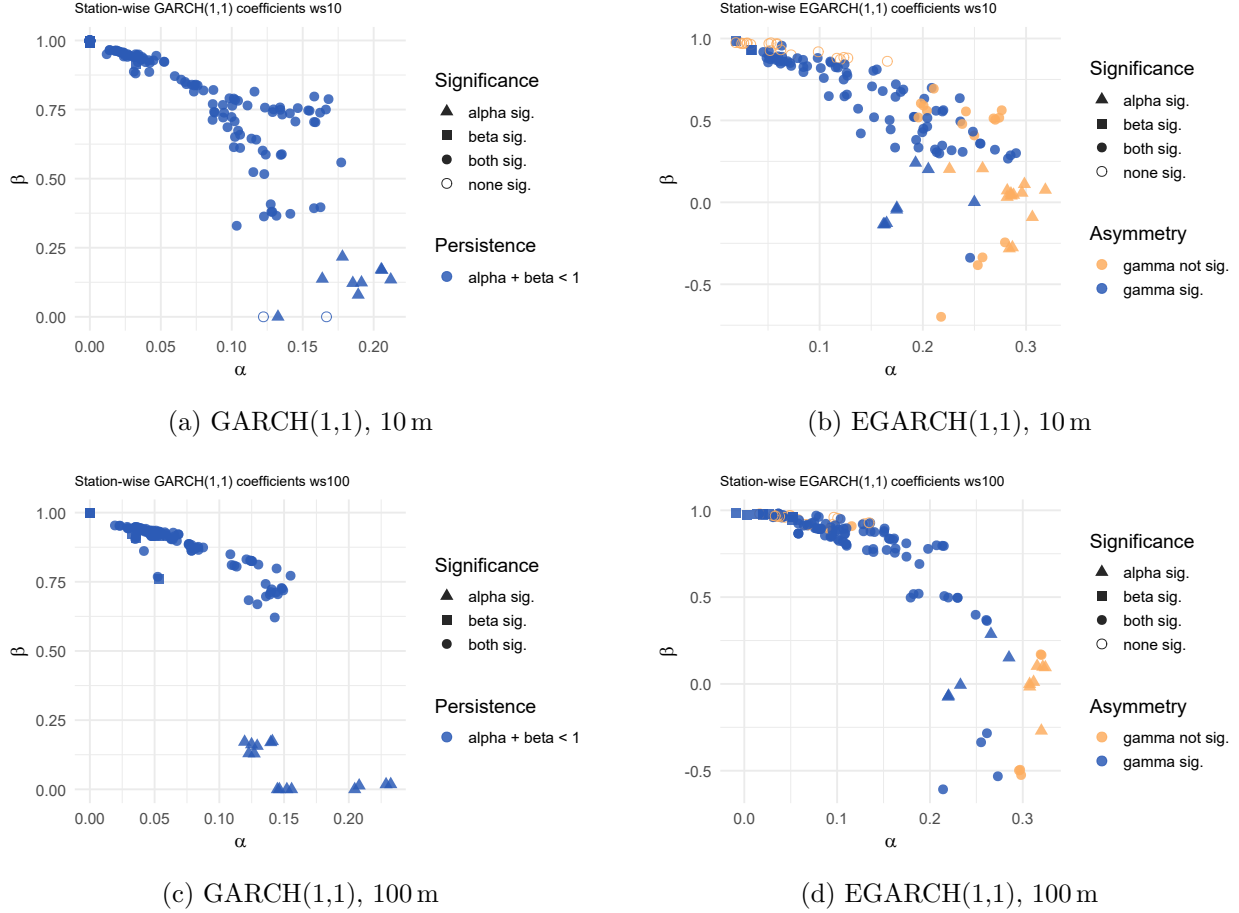 Station-wise GARCH(1,1) coefficients ws10
1.00
0.75
0.50
0.25
0.00
β
0.00
0.05
0.10
0.15
0.20
α
Significance
alpha sig.
beta sig.
both sig.
none sig.
Persistence
alpha + beta < 1
(a) GARCH(1,1), 10 m
Station-wise EGARCH(1,1) coefficients ws10
1.0
0.5
0.0
-0.5
β
0.1
0.2
0.3
α
Significance
alpha sig.
beta sig.
both sig.
none sig.
Asymmetry
gamma not sig.
gamma sig.
(b) EGARCH(1,1), 10 m
Station-wise GARCH(1,1) coefficients ws100
1.00
0.75
0.50
0.25
0.00
β
0.00
0.05
0.10
0.15
0.20
α
Significance
alpha sig.
beta sig.
both sig.
Persistence
alpha + beta < 1
(c) GARCH(1,1), 100 m
Station-wise EGARCH(1,1) coefficients ws100
1.0
0.5
0.0
-0.5
β
0.0
0.1
0.2
0.3
α
Significance
alpha sig.
beta sig.
both sig.
none sig.
Asymmetry
gamma not sig.
gamma sig.
(d) EGARCH(1,1), 100 m